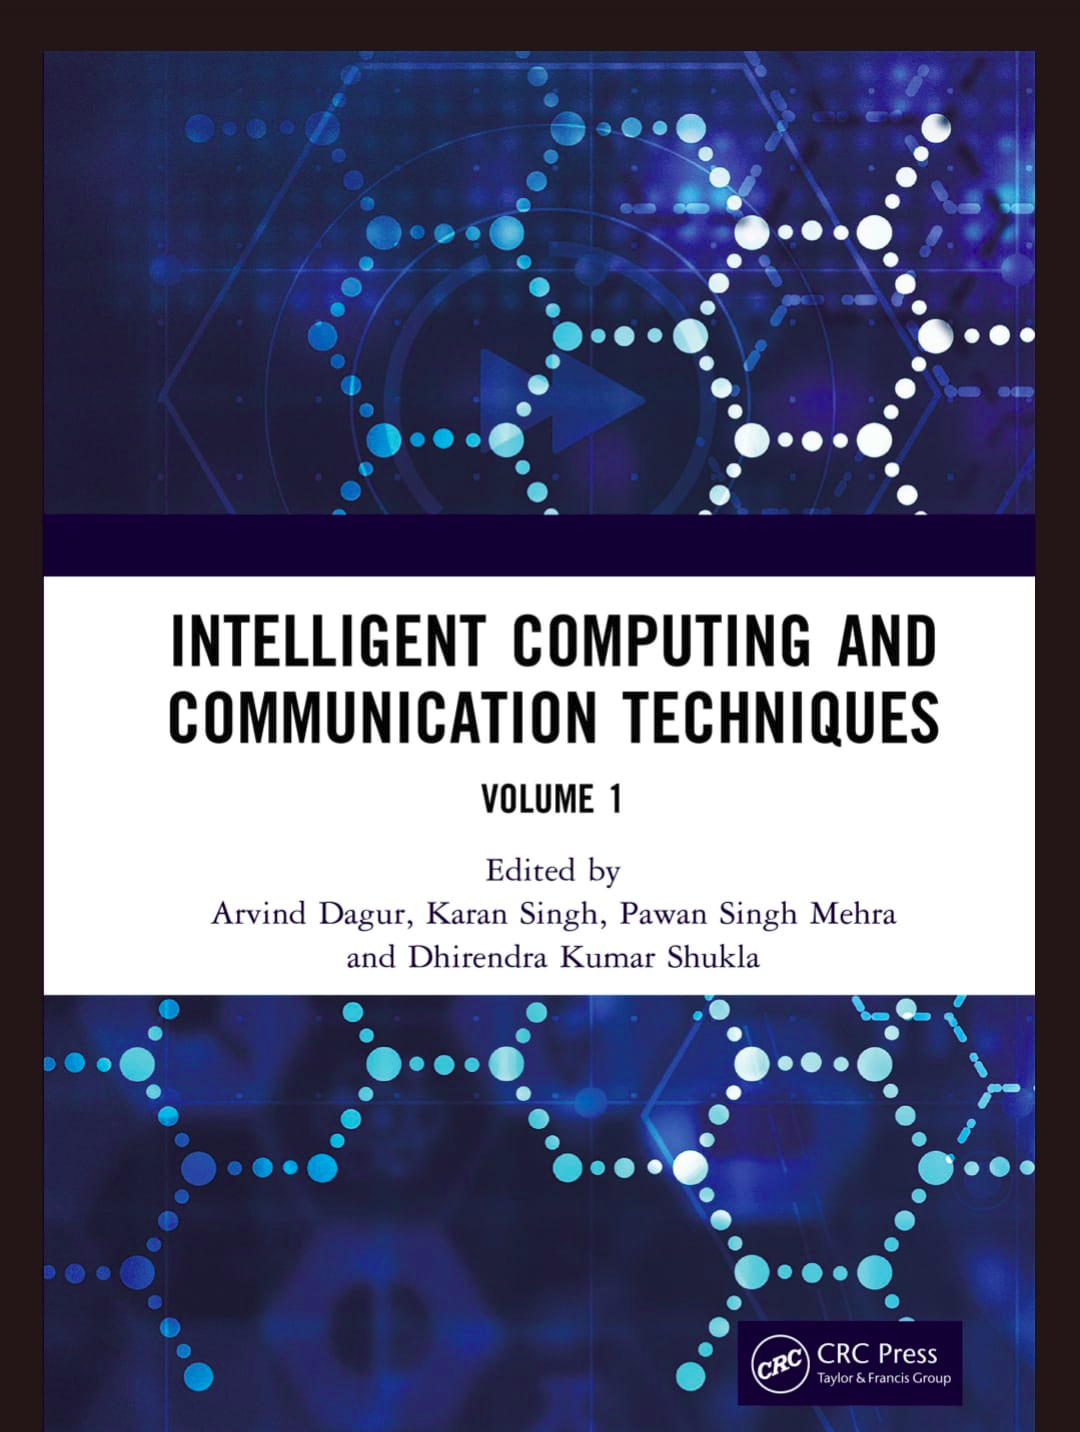 INTELLIGENT COMPUTING AND
COMMUNICATION TECHNIQUES
VOLUME 1
Edited by
Arvind Dagur, Karan Singh, Pawan Singh Mehra
and Dhirendra Kumar Shukla
CRC CRC Press
Taylor & Francis Group